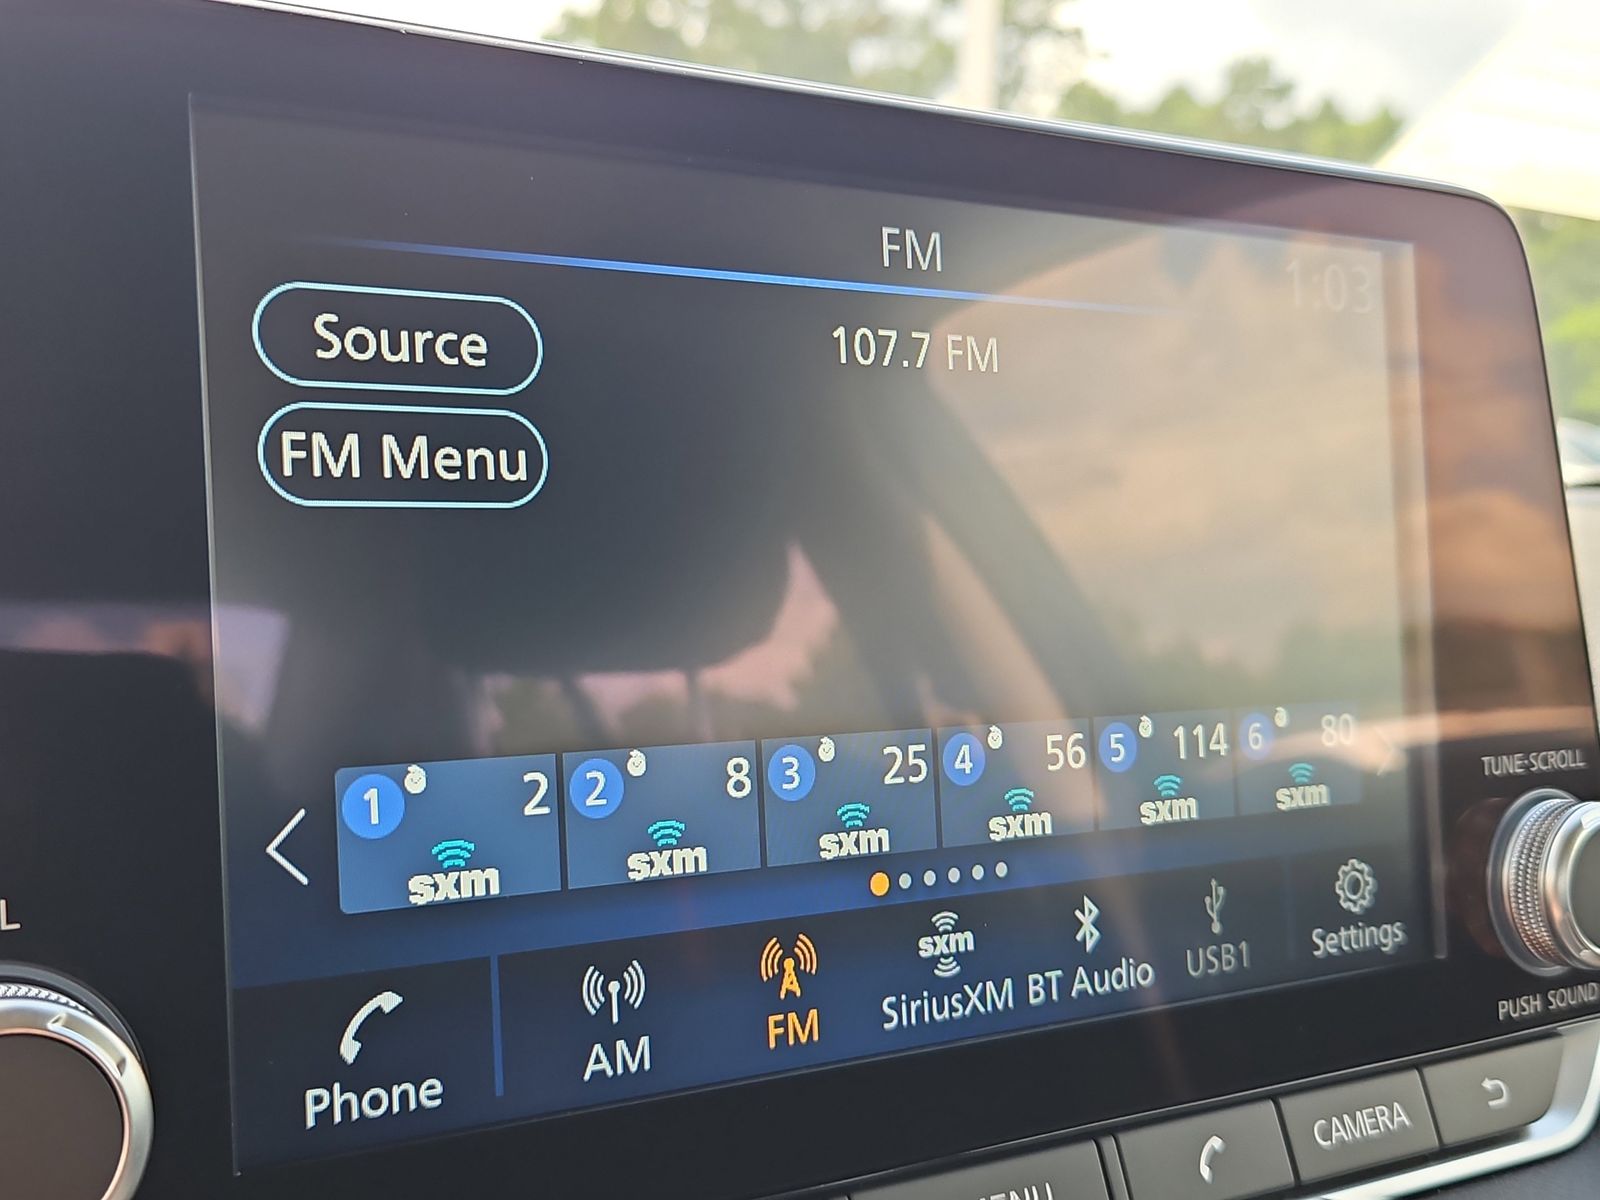 FM
1:03
Source
107.7 FM
FM Menu
1 2 sxm
2 8 sxm
3 25 sxm
4 56 sxm
5 114 sxm
6 80 sxm
TUNE·SCROLL
Phone
AM
FM
sxm
SiriusXM
BT Audio
USB1
Settings
PUSH SOUND
L
MENU
CAMERA